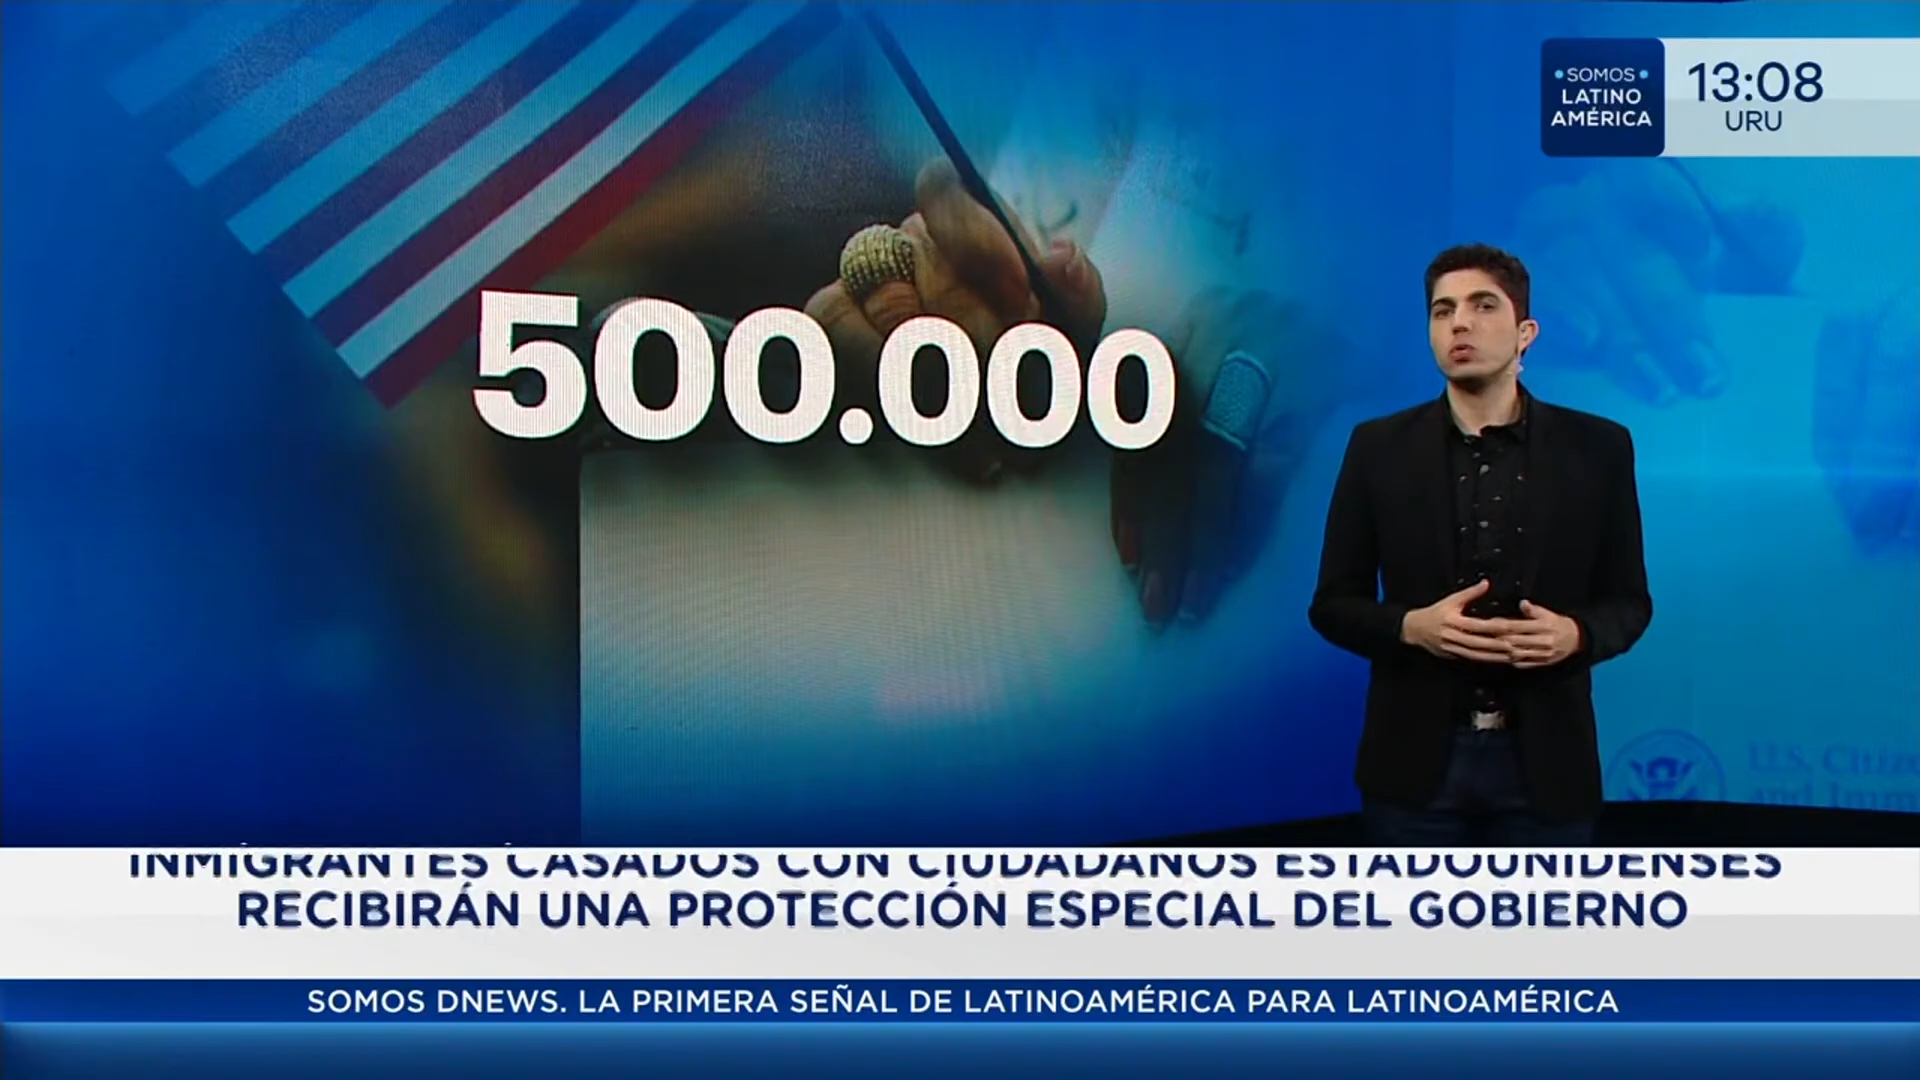 SOMOS
LATINO
AMÉRICA
13:08
URU
500.000
INMIGRANTES CASADOS CON CIUDADANOS ESTADOUNIDENSES
RECIBIRÁN UNA PROTECCIÓN ESPECIAL DEL GOBIERNO
U.S.
and
SOMOS DNEWS. LA PRIMERA SEÑAL DE LATINOAMÉRICA PARA LATINOAMÉRICA